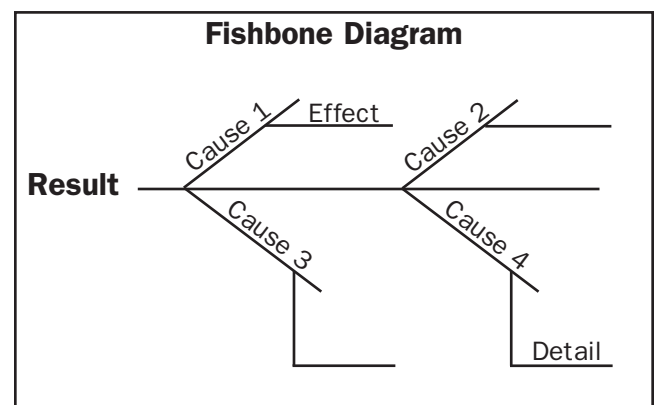 Fishbone Diagram
Cause 1
Effect
Cause 2
Result
Cause 3
Cause 4
Detail